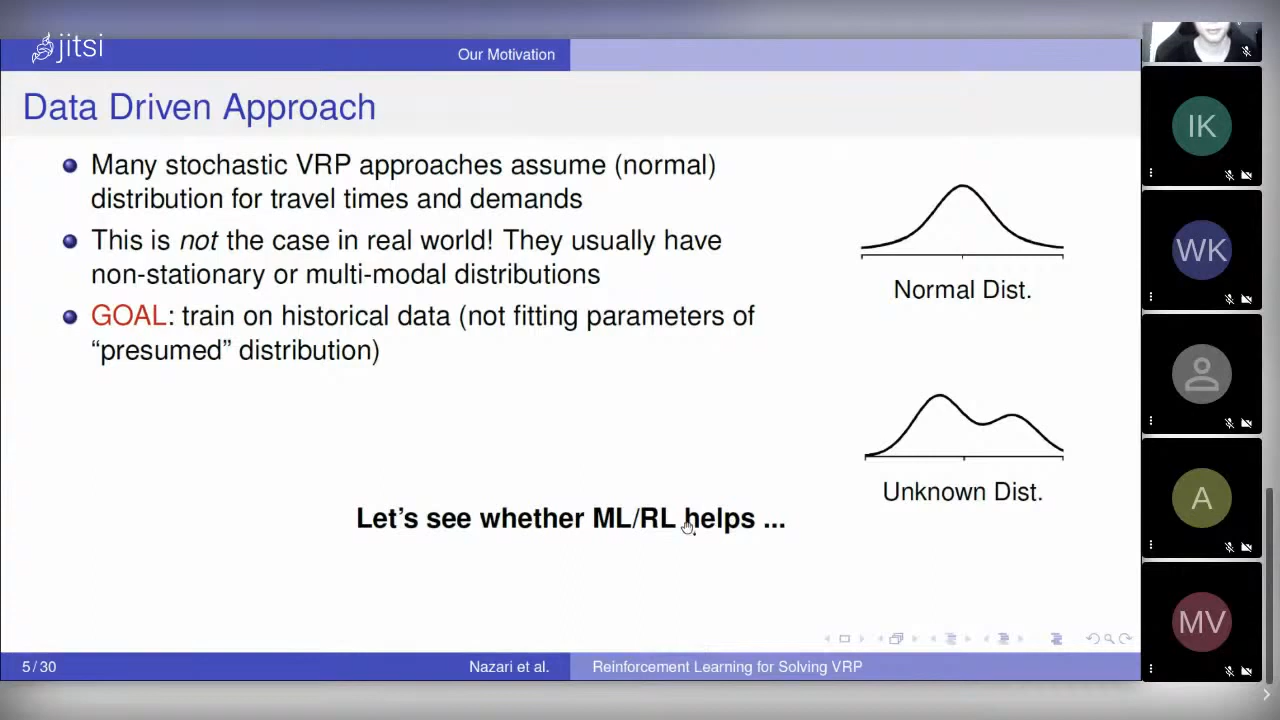 jitsi
Our Motivation
Data Driven Approach
Many stochastic VRP approaches assume (normal)
distribution for travel times and demands
This is not the case in real world! They usually have
non-stationary or multi-modal distributions
GOAL: train on historical data (not fitting parameters of
“presumed” distribution)
Normal Dist.
Unknown Dist.
Let’s see whether ML/RL helps ...
5 / 30
Nazari et al.
Reinforcement Learning for Solving VRP
IK
WK
A
MV